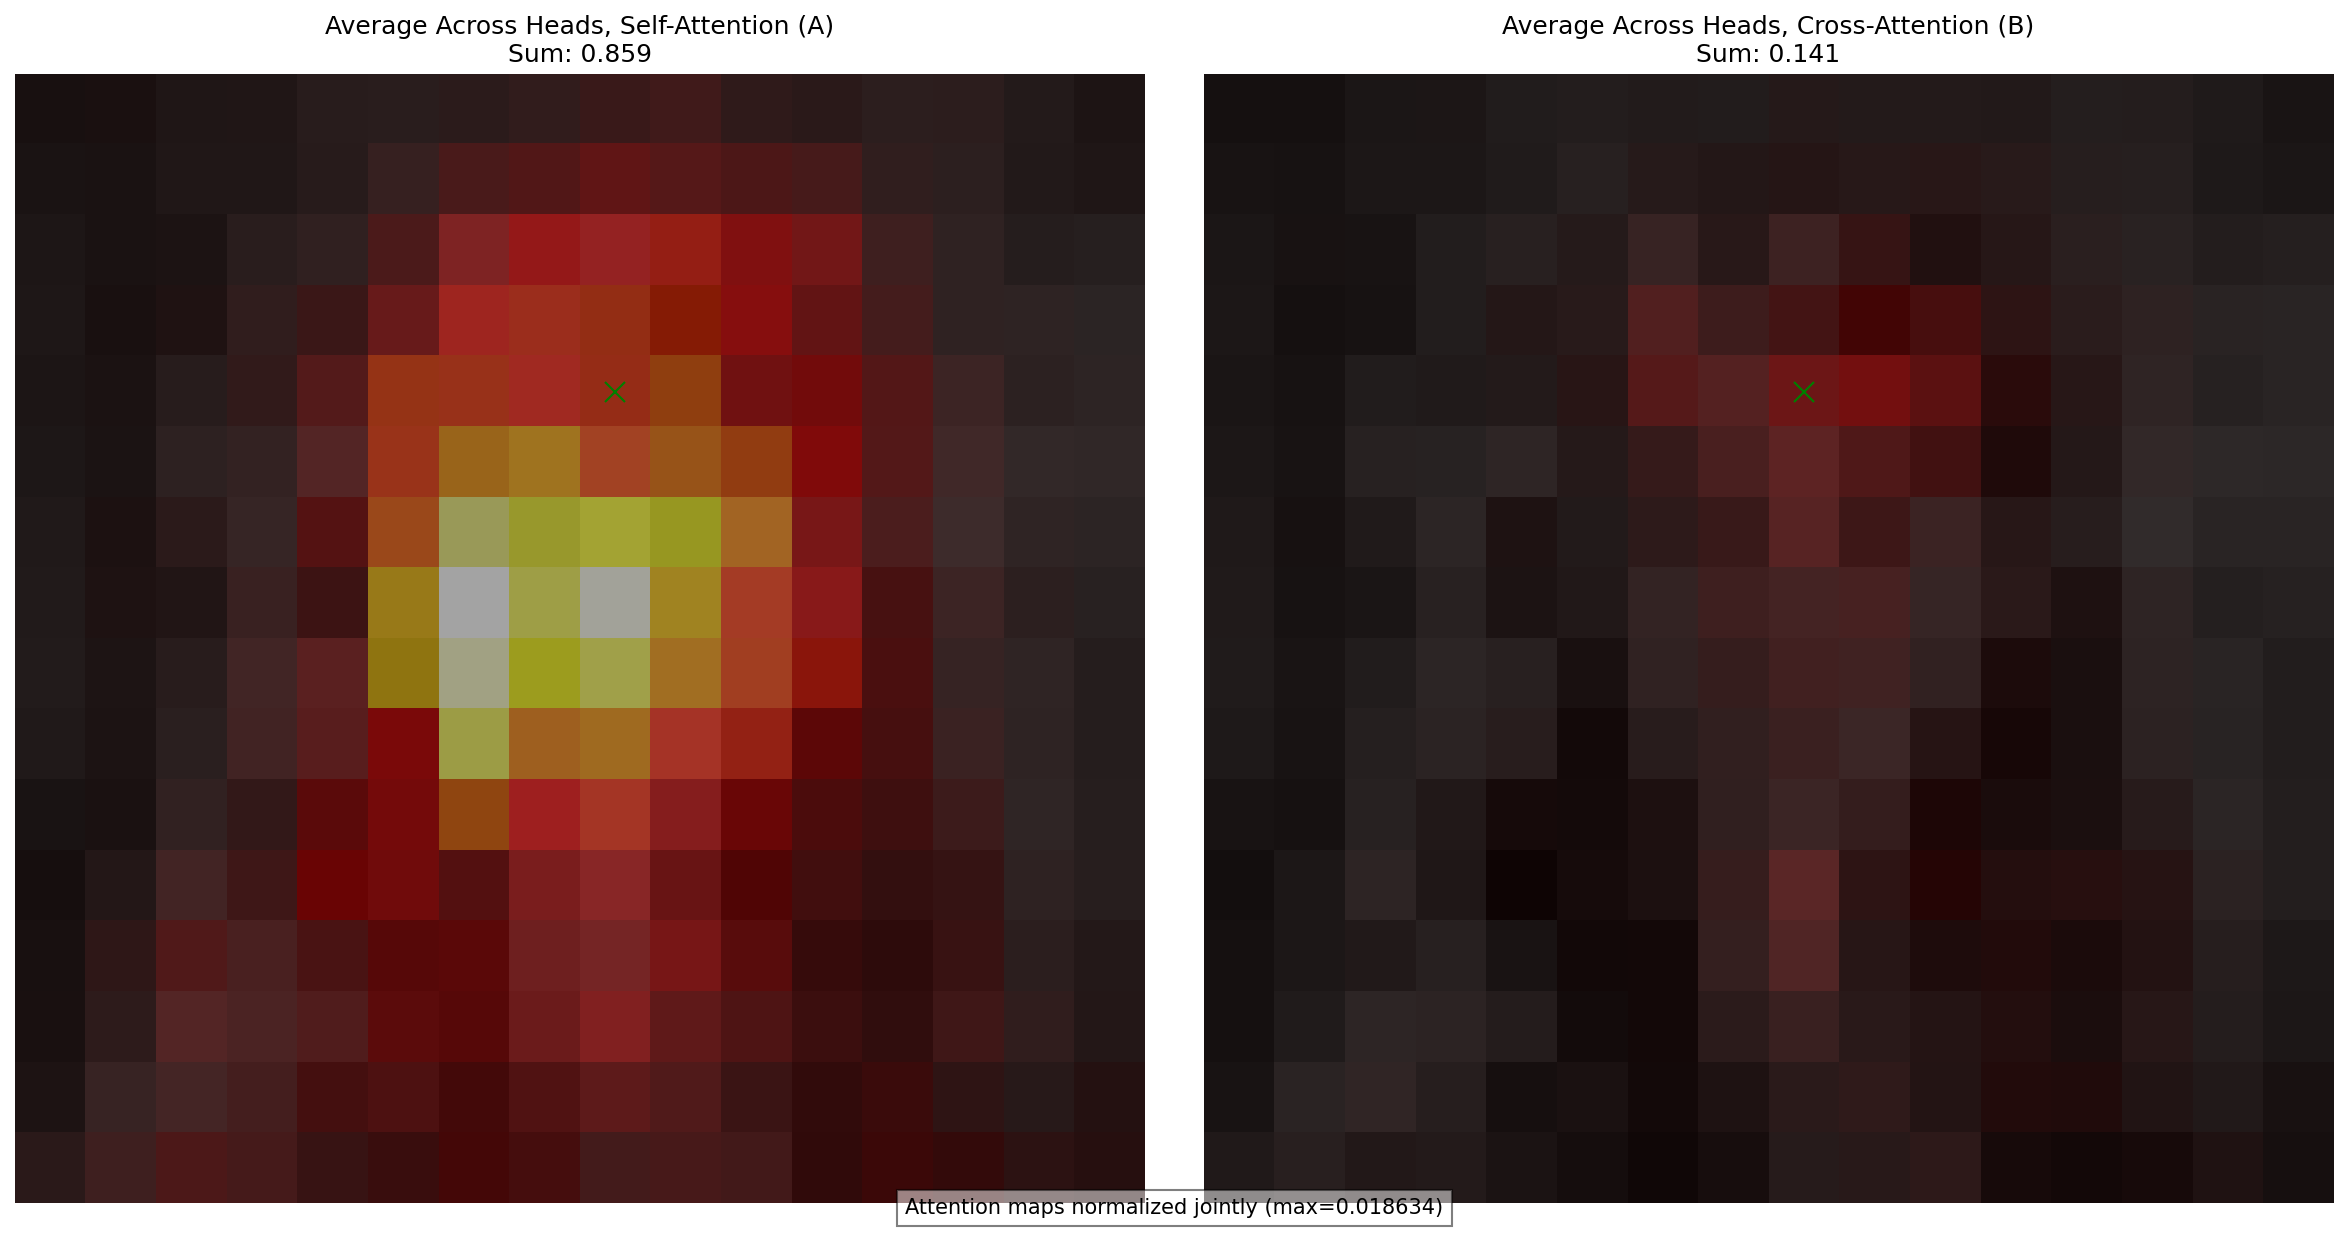 Average Across Heads, Self-Attention (A)
Sum: 0.859
Average Across Heads, Cross-Attention (B)
Sum: 0.141
Attention maps normalized jointly (max=0.018634)